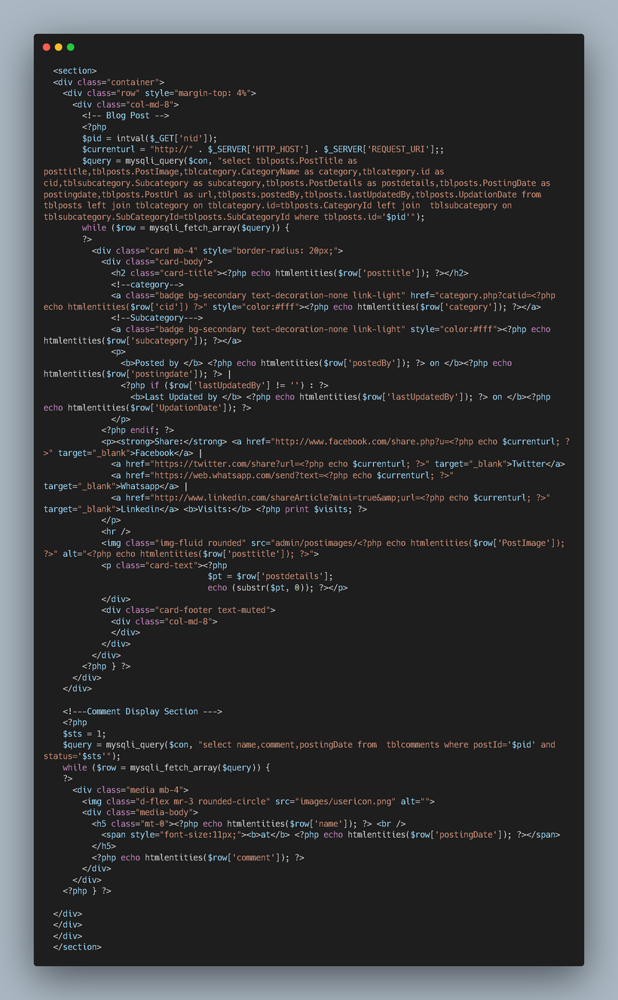 <section>
<div class="container">
<div class="row" style="margin-top: 4%">
<div class="col-md-8">
<!-- Blog Post -->
<?php
$pid = intval($_GET['nid']);
$currenturl = "http://" . $_SERVER['HTTP_HOST'] . $_SERVER['REQUEST_URI'];;
$query = mysqli_query($con, "select tblposts.PostTitle as
posttitle,tblposts.PostImage,tblcategory.CategoryName as category,tblcategory.id as
cid,tblsubcategory.Subcategory as subcategory,tblposts.PostDetails as postdetails,tblposts.PostingDate as
postingdate,tblposts.PostUrl as url,tblposts.postedBy,tblposts.lastUpdatedBy,tblposts.UpdationDate from
tblposts left join tblcategory on tblcategory.id=tblposts.CategoryId left join  tblsubcategory on
tblsubcategory.SubCategoryId=tblposts.SubCategoryId where tblposts.id='$pid'");
while ($row = mysqli_fetch_array($query)) {
?>
<div class="card mb-4" style="border-radius: 20px;">
<div class="card-body">
<h2 class="card-title"><?php echo htmlentities($row['posttitle']); ?></h2>
<!--category-->
<a class="badge bg-secondary text-decoration-none link-light" href="category.php?catid=<?php
echo htmlentities($row['cid']) ?>" style="color:#fff"><?php echo htmlentities($row['category']); ?></a>
<!--Subcategory--->
<a class="badge bg-secondary text-decoration-none link-light" style="color:#fff"><?php echo
htmlentities($row['subcategory']); ?></a>
<p>
<b>Posted by </b> <?php echo htmlentities($row['postedBy']); ?> on </b><?php echo
htmlentities($row['postingdate']); ?> |
<?php if ($row['lastUpdatedBy'] != '') : ?>
<b>Last Updated by </b> <?php echo htmlentities($row['lastUpdatedBy']); ?> on </b><?php
echo htmlentities($row['UpdationDate']); ?>
</p>
<?php endif; ?>
<p><strong>Share:</strong> <a href="http://www.facebook.com/share.php?u=<?php echo $currenturl; ?
>" target="_blank">Facebook</a> |
<a href="https://twitter.com/share?url=<?php echo $currenturl; ?>" target="_blank">Twitter</a>
<a href="https://web.whatsapp.com/send?text=<?php echo $currenturl; ?>"
target="_blank">Whatsapp</a> |
<a href="http://www.linkedin.com/shareArticle?mini=true&amp;url=<?php echo $currenturl; ?>"
target="_blank">Linkedin</a> <b>Visits:</b> <?php print $visits; ?>
</p>
<hr />
<img class="img-fluid rounded" src="admin/postimages/<?php echo htmlentities($row['PostImage']);
?>" alt="<?php echo htmlentities($row['posttitle']); ?>">
<p class="card-text"><?php
$pt = $row['postdetails'];
echo (substr($pt, 0)); ?></p>
</div>
<div class="card-footer text-muted">
<div class="col-md-8">
</div>
</div>
</div>
<?php } ?>
</div>
</div>
<!---Comment Display Section --->
<?php
$sts = 1;
$query = mysqli_query($con, "select name,comment,postingDate from  tblcomments where postId='$pid' and
status='$sts'");
while ($row = mysqli_fetch_array($query)) {
?>
<div class="media mb-4">
<img class="d-flex mr-3 rounded-circle" src="images/usericon.png" alt="">
<div class="media-body">
<h5 class="mt-0"><?php echo htmlentities($row['name']); ?> <br />
<span style="font-size:11px;"><b>at</b> <?php echo htmlentities($row['postingDate']); ?></span>
</h5>
<?php echo htmlentities($row['comment']); ?>
</div>
</div>
<?php } ?>
</div>
</div>
</div>
</section>